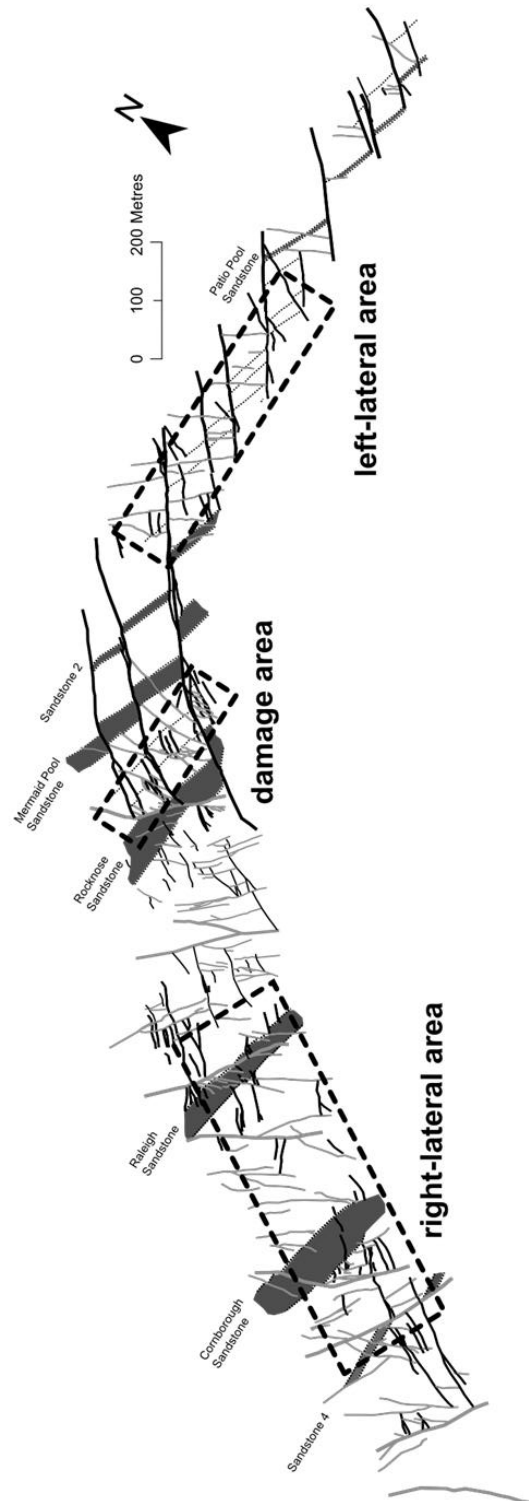 N
0 100 200 Metres
Patio Pool
Sandstone
left-lateral area
Sandstone 2
Mermaid Pool
Sandstone
damage area
Rocknose
Sandstone
Raleigh
Sandstone
right-lateral area
Cornborough
Sandstone
Sandstone 4